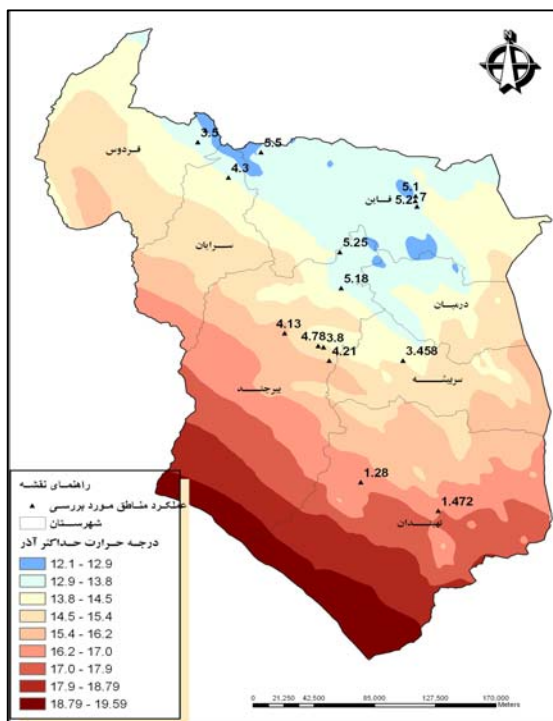 3.5
5.5
فردوس
4.3
5.1
7
5.2
قاین
سرایان
5.25
5.18
درمیان
4.13
4.78
3.8
4.21
3.458
سربیشه
بیرجند
1.28
1.472
نهبندان
راهنمای نقشه
عملکرد مناطق مورد بررسی
شهرستان
درجه حرارت حداکثر آذر
12.1 - 12.9
12.9 - 13.8
13.8 - 14.5
14.5 - 15.4
15.4 - 16.2
16.2 - 17.0
17.0 - 17.9
17.9 - 18.79
18.79 - 19.59
0 21,250 42,500 85,000 127,500 170,000
Meters